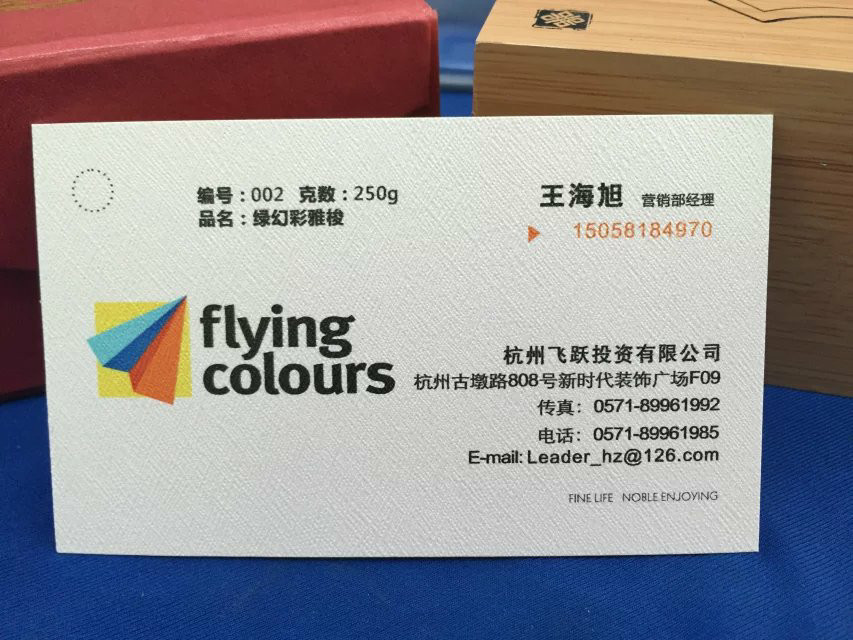 编号：002 克数：250g
品名：绿幻彩雅梭
王海旭 营销部经理
15058184970
flying
colours
杭州飞跃投资有限公司
杭州古墩路808号新时代装饰广场F09
传真：0571-89961992
电话：0571-89961985
E-mail: Leader_hz@126.com
FINE LIFE NOBLE ENJOYING